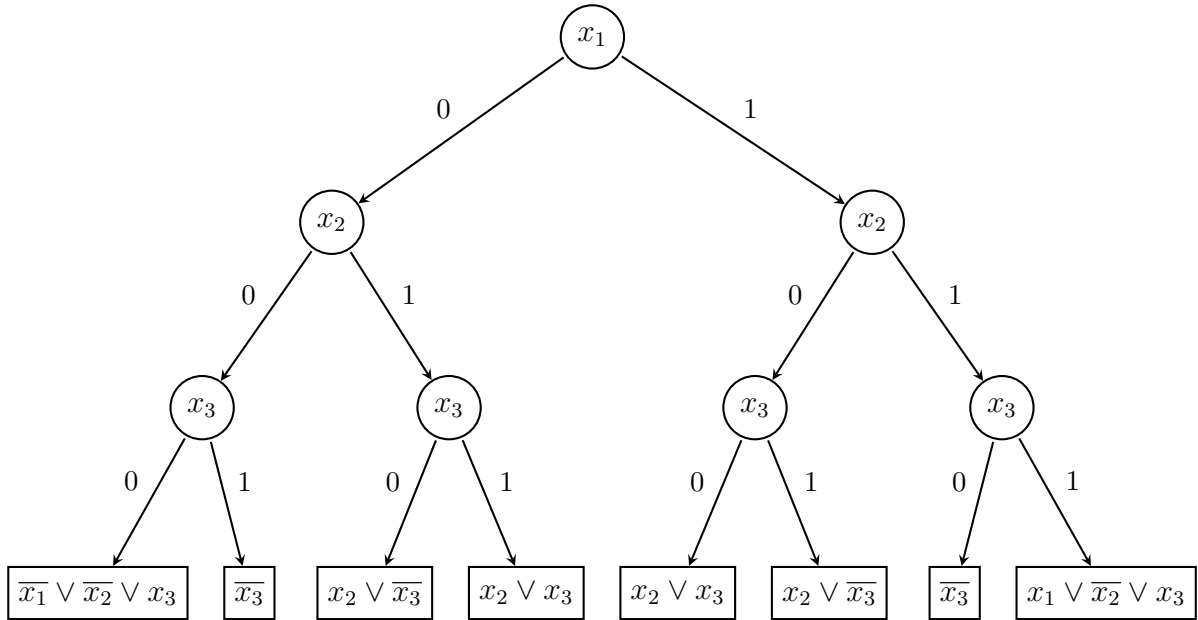 x₁
0 1
x₂ x₂
0 1 0 1
x₃ x₃ x₃ x₃
0 1 0 1 0 1 0 1
x̅₁ ∨ x̅₂ ∨ x₃ x̅₃ x₂ ∨ x̅₃ x₂ ∨ x₃ x₂ ∨ x₃ x₂ ∨ x̅₃ x̅₃ x₁ ∨ x̅₂ ∨ x₃